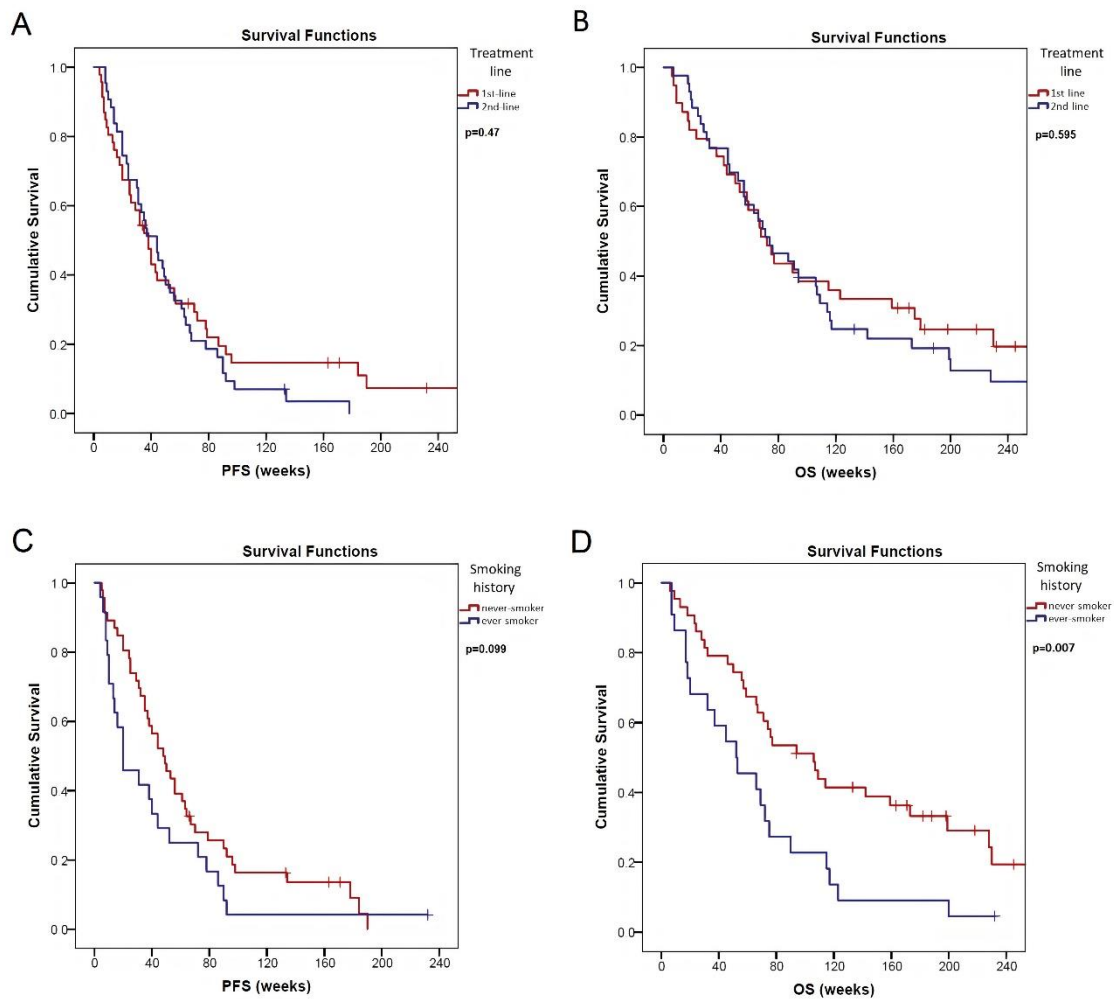 A
Survival Functions
Treatment
line
1st-line
2nd-line
p=0.47
1.0
0.8
0.6
0.4
0.2
0.0
Cumulative Survival
0 40 80 120 160 200 240
PFS (weeks)
B
Survival Functions
Treatment
line
1st-line
2nd-line
p=0.595
1.0
0.8
0.6
0.4
0.2
0.0
Cumulative Survival
0 40 80 120 160 200 240
OS (weeks)
C
Survival Functions
Smoking
history
never-smoker
ever-smoker
p=0.099
1.0
0.8
0.6
0.4
0.2
0.0
Cumulative Survival
0 40 80 120 160 200 240
PFS (weeks)
D
Survival Functions
Smoking
history
never-smoker
ever-smoker
p=0.007
1.0
0.8
0.6
0.4
0.2
0.0
Cumulative Survival
0 40 80 120 160 200 240
OS (weeks)